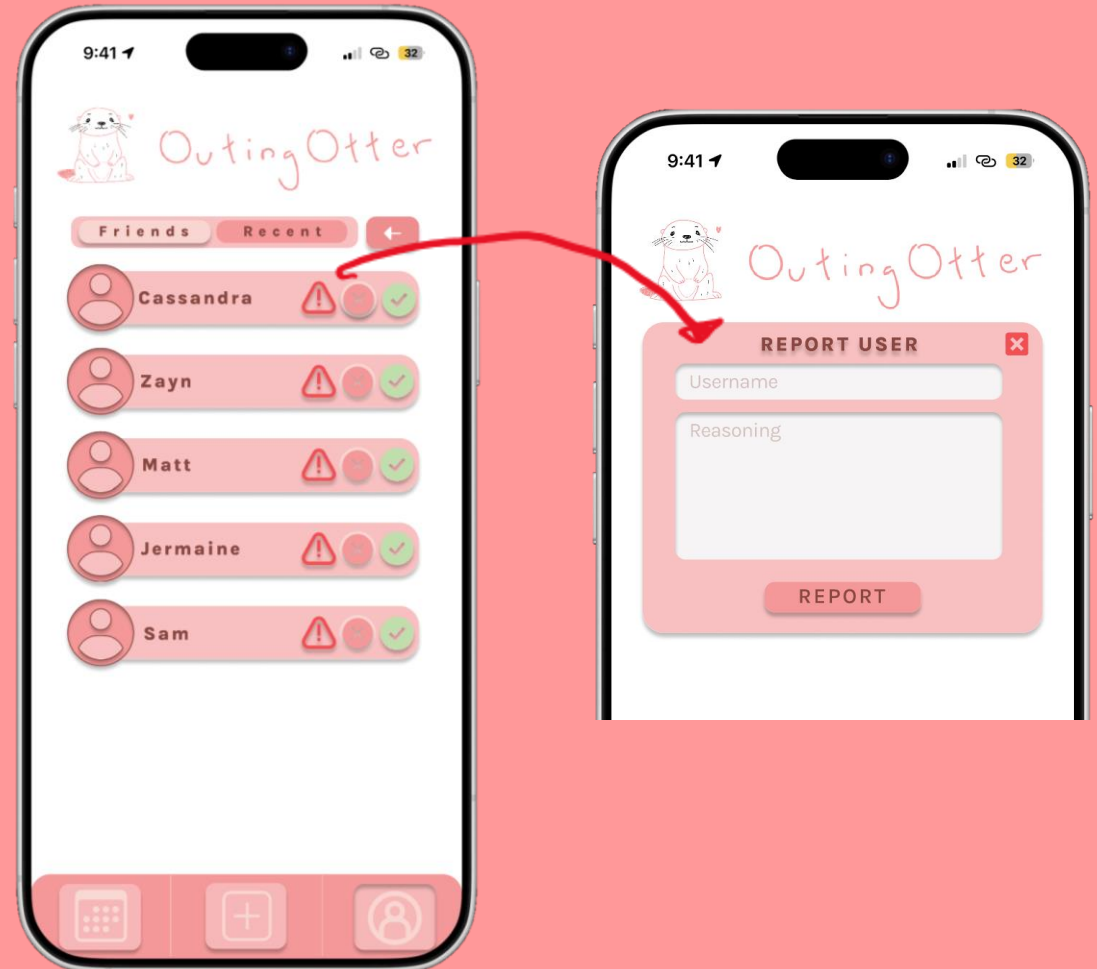 9:41
32
OutingOtter
Friends
Recent
Cassandra
Zayn
Matt
Jermaine
Sam
9:41
32
OutingOtter
REPORT USER
Username
Reasoning
REPORT